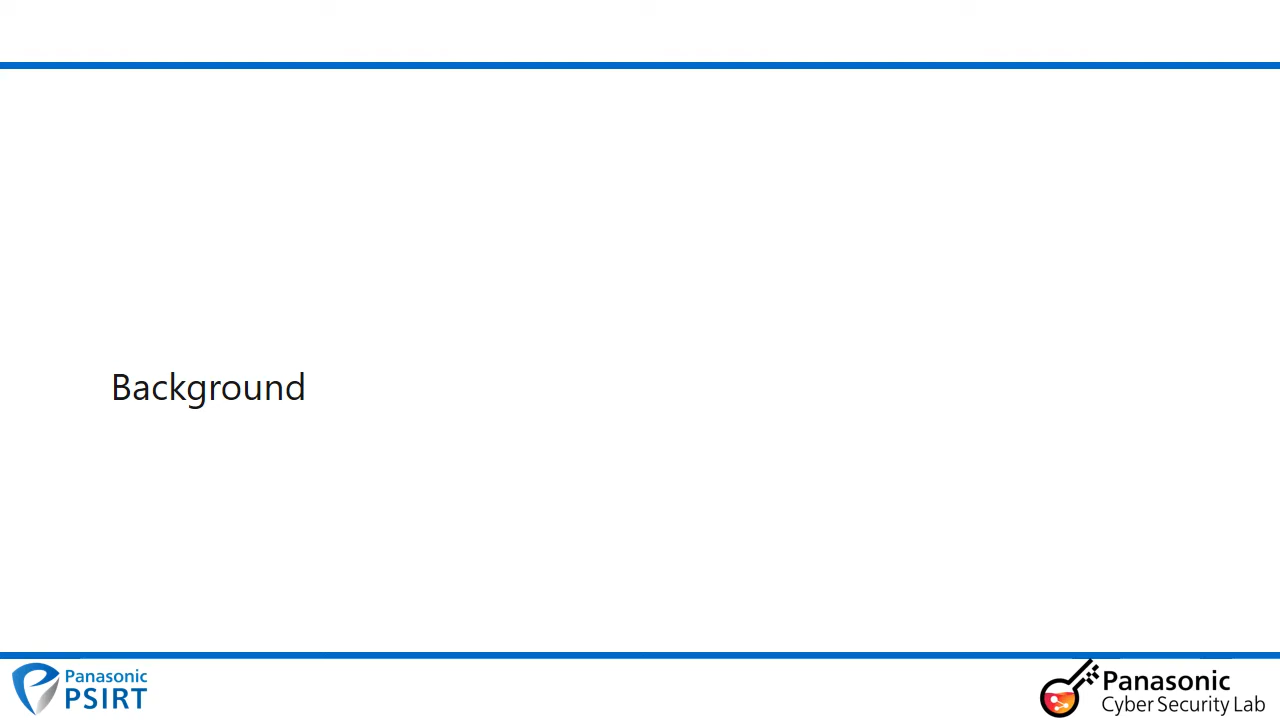 Background
Panasonic
PSIRT
Panasonic
Cyber Security Lab